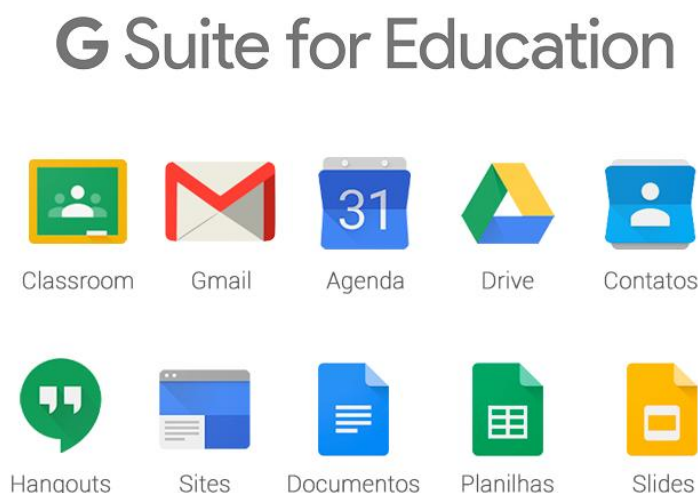 G Suite for Education
31
Classroom Gmail Agenda Drive Contatos
Hangouts Sites Documentos Planilhas Slides